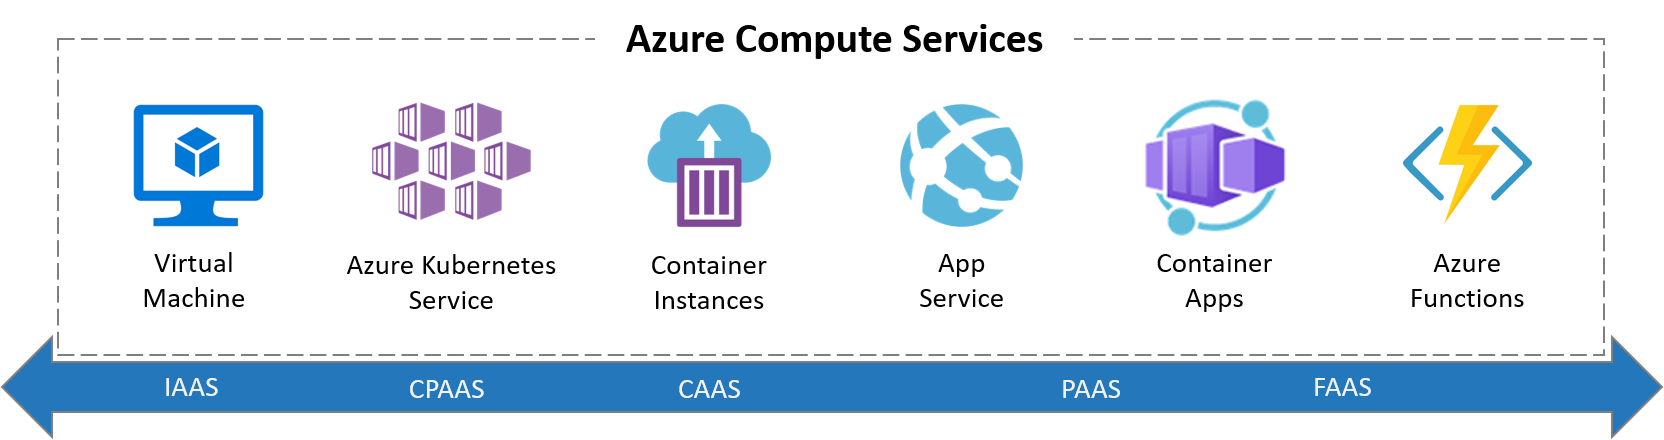 Azure Compute Services
Virtual
Machine
Azure Kubernetes
Service
Container
Instances
App
Service
Container
Apps
Azure
Functions
IAAS
CPAAS
CAAS
PAAS
FAAS